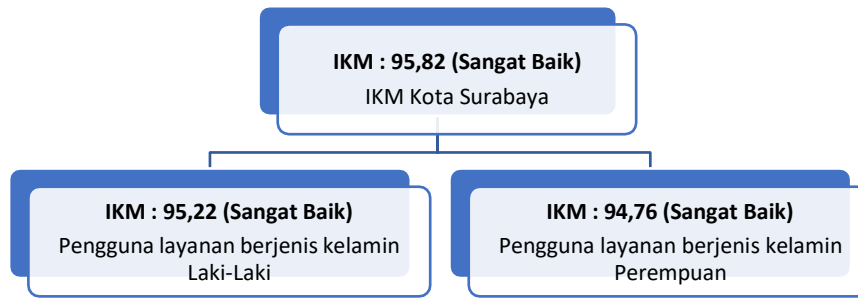 IKM : 95,82 (Sangat Baik)
IKM Kota Surabaya
IKM : 95,22 (Sangat Baik)
Pengguna layanan berjenis kelamin
Laki-Laki
IKM : 94,76 (Sangat Baik)
Pengguna layanan berjenis kelamin
Perempuan